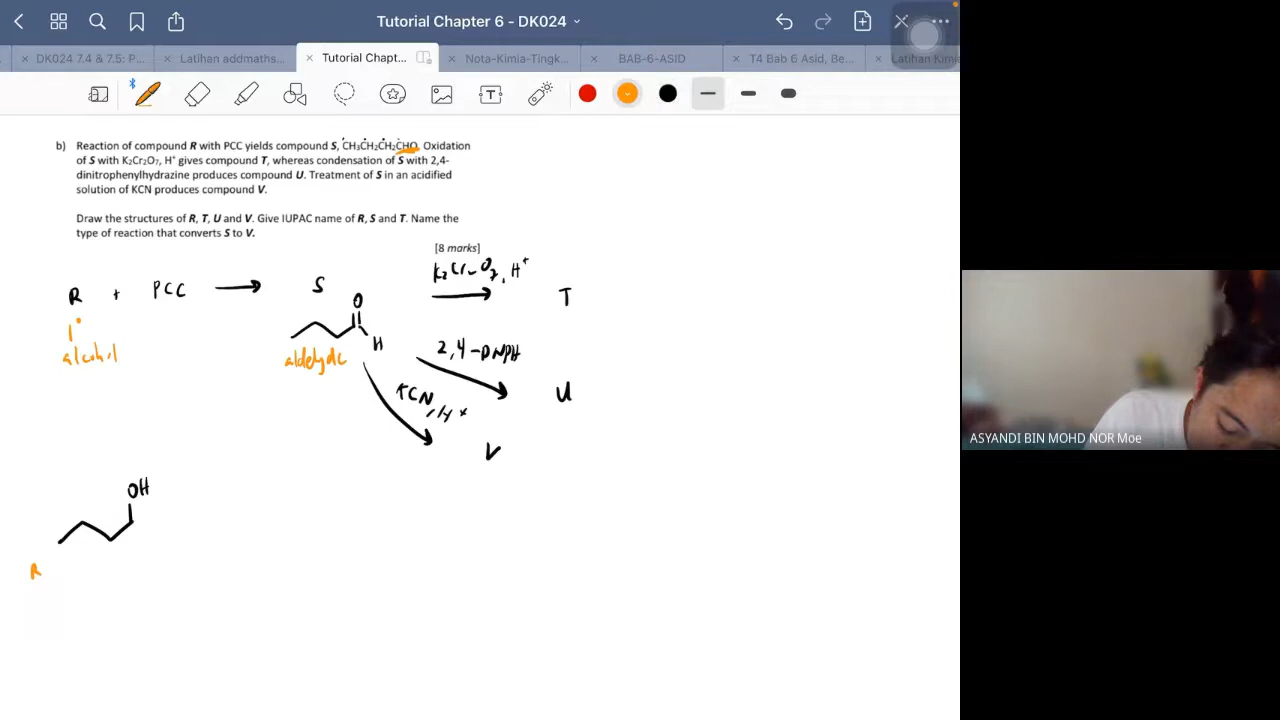 Tutorial Chapter 6 - DK024
DK024 7.4 & 7.5: P...
Latihan addmaths...
Tutorial Chapt...
Nota-Kimia-Tingk...
BAB-6-ASID
T4 Bab 6 Asid, Be...
Latihan Kimia
b) Reaction of compound R with PCC yields compound S, CH3CH2CH2CHO. Oxidation
of S with K2Cr2O7, H+ gives compound T, whereas condensation of S with 2,4-
dinitrophenylhydrazine produces compound U. Treatment of S in an acidified
solution of KCN produces compound V.
Draw the structures of R, T, U and V. Give IUPAC name of R, S and T. Name the
type of reaction that converts S to V.
[8 marks]
R + PCC → S
K2Cr2O7, H+
T
1°
alcohol
O
H
aldehydc
2,4-DNPH
U
KCN, H+
V
OH
R
ASYANDI BIN MOHD NOR Moe